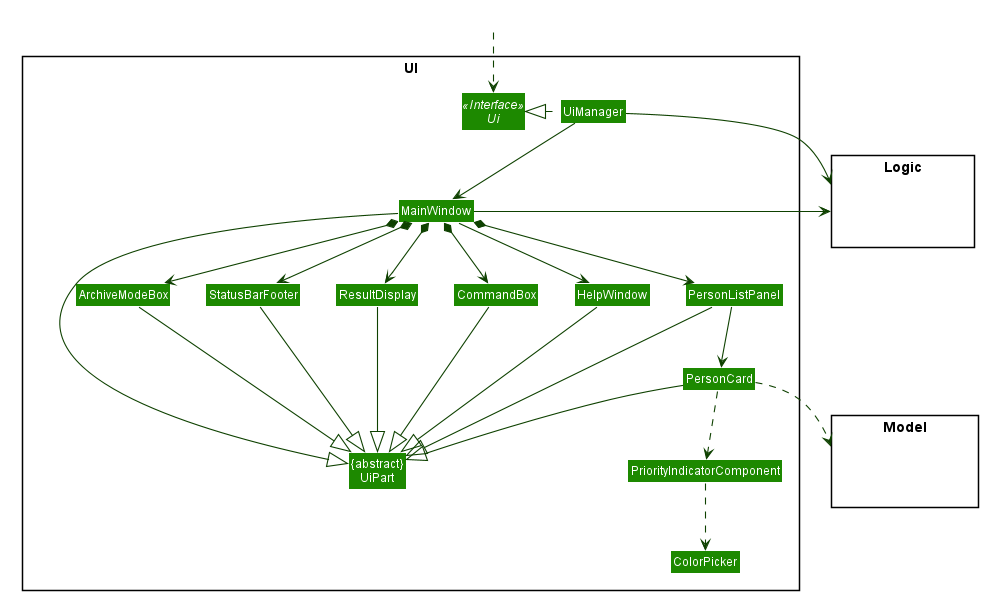 UI
«Interface»
Ui
UiManager
Logic
MainWindow
ArchiveModeBox
StatusBarFooter
ResultDisplay
CommandBox
HelpWindow
PersonListPanel
PersonCard
Model
{abstract}
UiPart
PriorityIndicatorComponent
ColorPicker